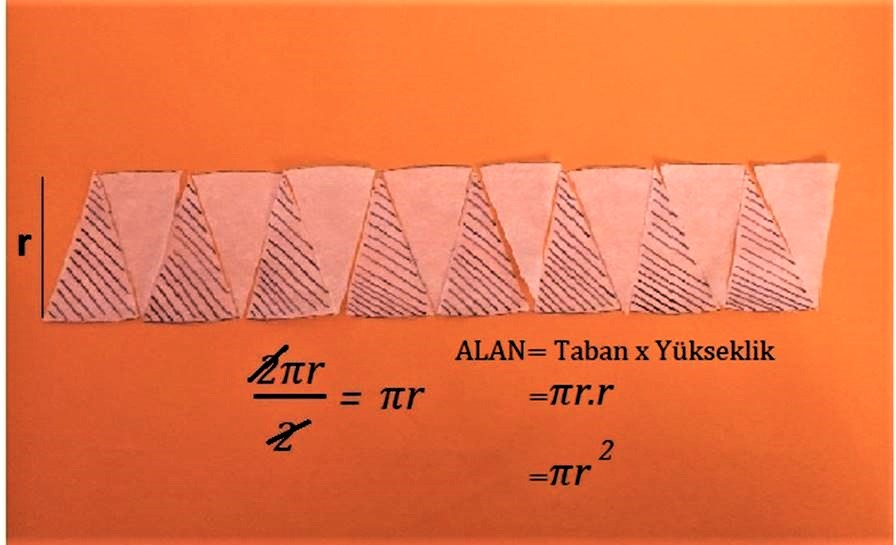 r
2πr
2
= πr
ALAN= Taban x Yükseklik
=πr.r
=πr²